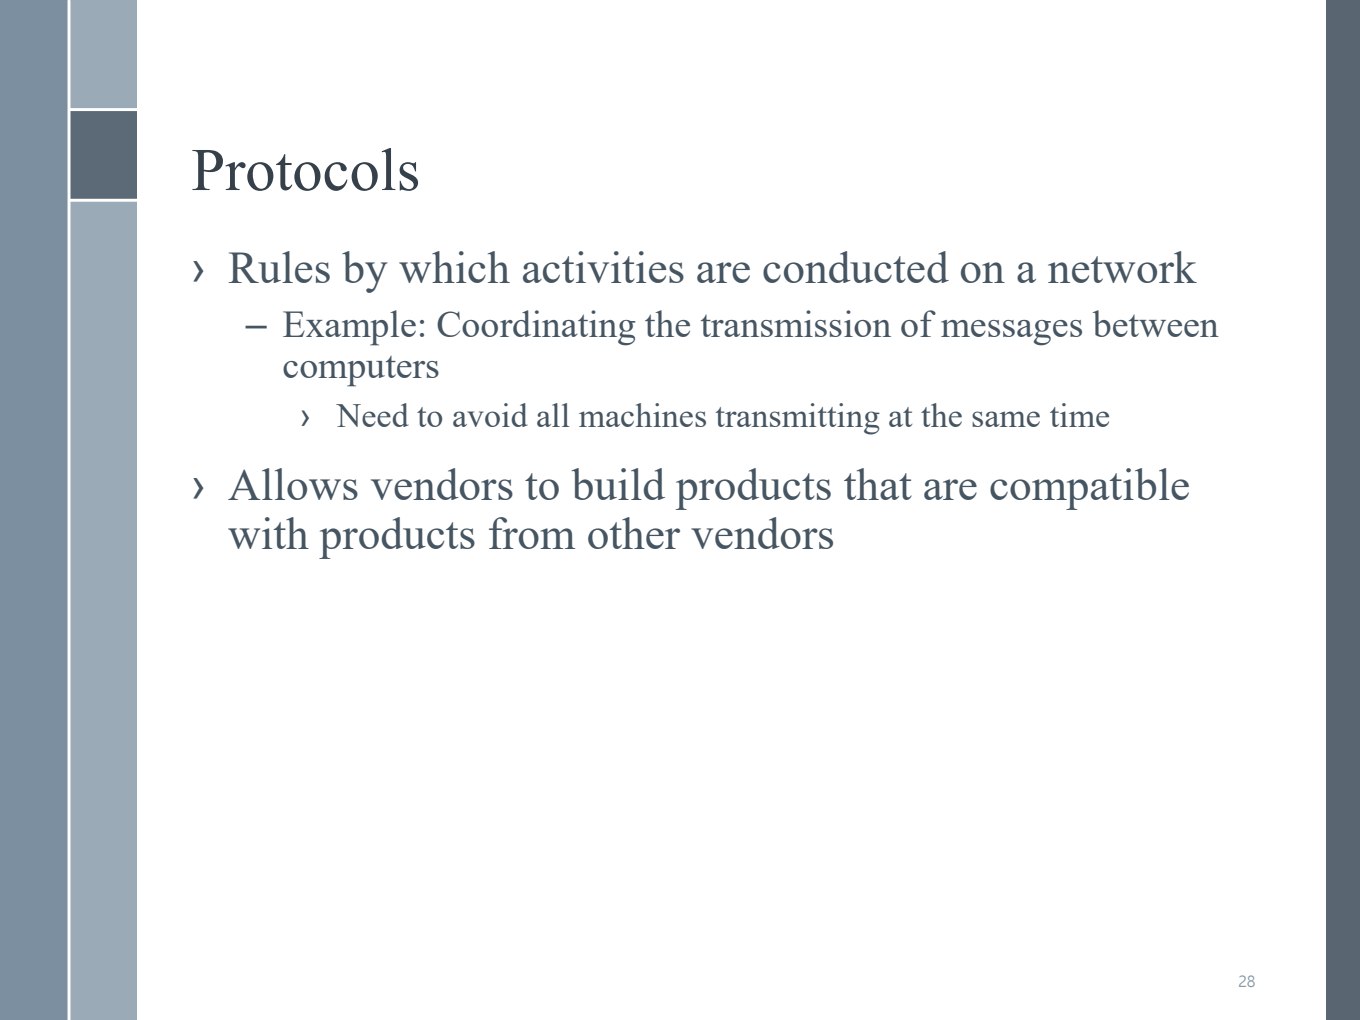 Protocols
› Rules by which activities are conducted on a network
– Example: Coordinating the transmission of messages between
computers
› Need to avoid all machines transmitting at the same time
› Allows vendors to build products that are compatible
with products from other vendors
28